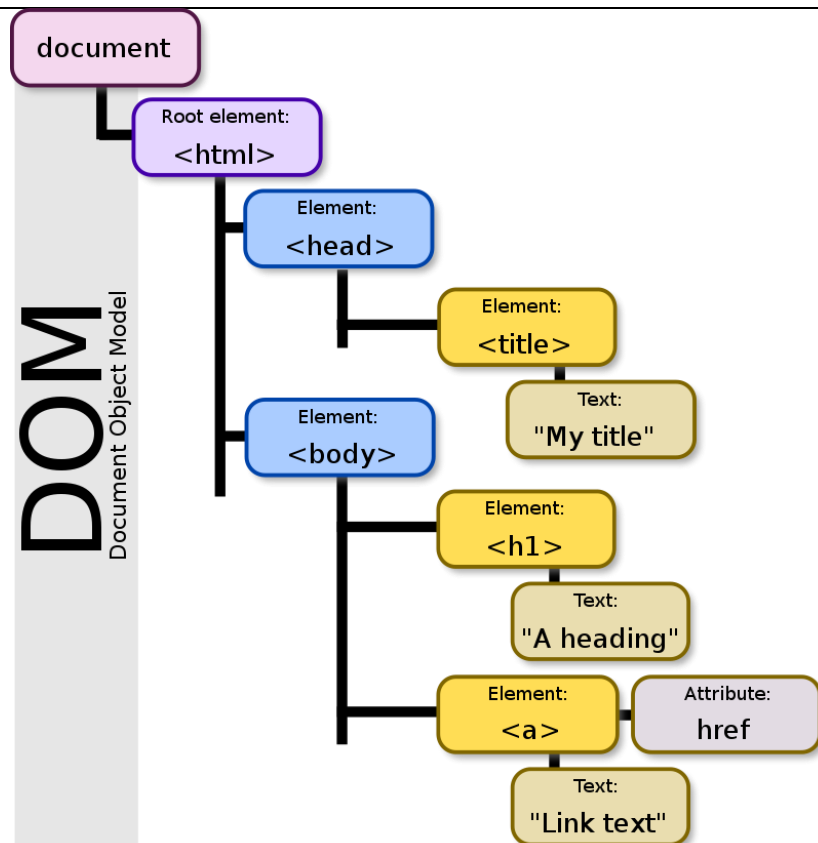 document
Root element:
<html>
Element:
<head>
Element:
<title>
Text:
"My title"
DOM
Document Object Model
Element:
<body>
Element:
<h1>
Text:
"A heading"
Element:
<a>
Attribute:
href
Text:
"Link text"